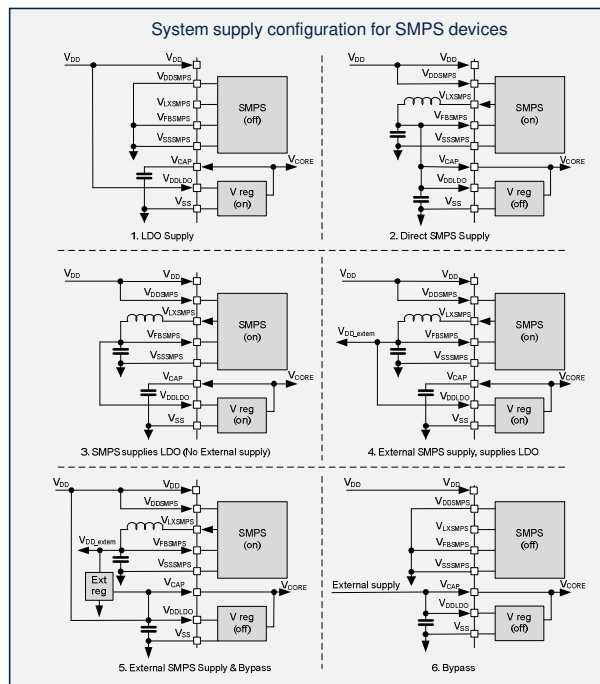 System supply configuration for SMPS devices
VDD
VDD
VDDSMPS
VLXSMPS
VFBSMPS
VSSSMPS
SMPS
(off)
VCAP
VCORE
VDDLDO
V reg
(on)
VSS
1. LDO Supply
VDD
VDD
VDDSMPS
VLXSMPS
VFBSMPS
VSSSMPS
SMPS
(on)
VCAP
VCORE
VDDLDO
V reg
(off)
VSS
2. Direct SMPS Supply
VDD
VDD
VDDSMPS
VLXSMPS
VFBSMPS
VSSSMPS
SMPS
(on)
VCAP
VCORE
VDDLDO
V reg
(on)
VSS
3. SMPS supplies LDO (No External supply)
VDD
VDD
VDDSMPS
VLXSMPS
VDD_extern
VFBSMPS
VSSSMPS
SMPS
(on)
VCAP
VCORE
VDDLDO
V reg
(on)
VSS
4. External SMPS supply, supplies LDO
VDD
VDD
VDDSMPS
VLXSMPS
VDD_extern
VFBSMPS
VSSSMPS
SMPS
(on)
Ext
reg
VCAP
VCORE
VDDLDO
V reg
(off)
VSS
5. External SMPS Supply & Bypass
VDD
VDD
VDDSMPS
VLXSMPS
VFBSMPS
VSSSMPS
SMPS
(off)
External supply
VCAP
VCORE
VDDLDO
V reg
(off)
VSS
6. Bypass